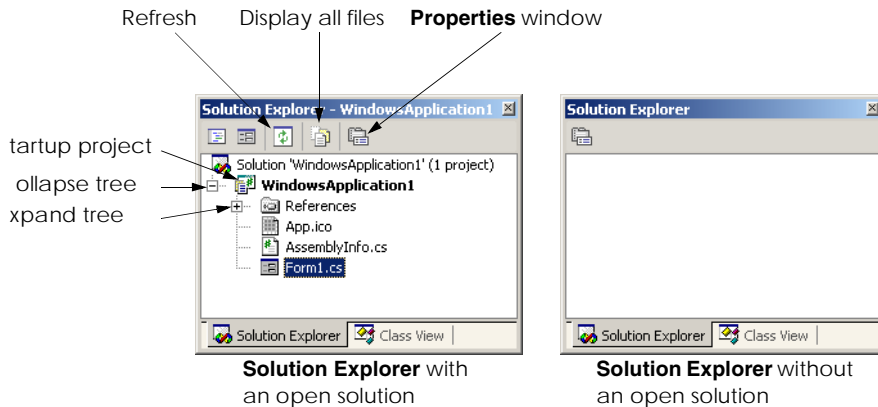 Refresh Display all files Properties window
Solution Explorer - WindowsApplication1
Solution Explorer
tartup project
ollapse tree
xpand tree
Solution 'WindowsApplication1' (1 project)
WindowsApplication1
References
App.ico
AssemblyInfo.cs
Form1.cs
Solution Explorer Class View
Solution Explorer Class View
Solution Explorer with
an open solution
Solution Explorer without
an open solution